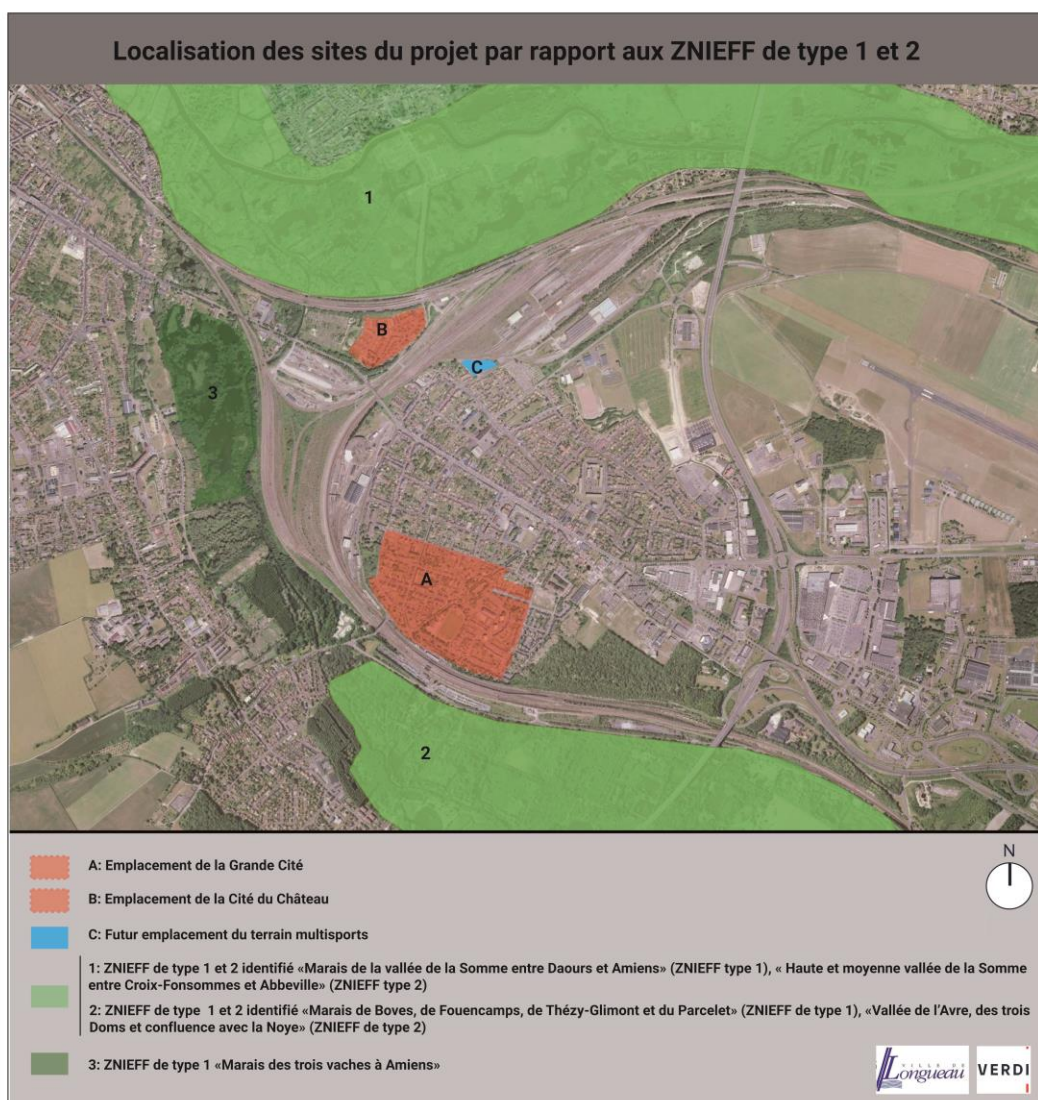 Localisation des sites du projet par rapport aux ZNIEFF de type 1 et 2
1
B
C
3
A
2
A: Emplacement de la Grande Cité
N
B: Emplacement de la Cité du Château
C: Futur emplacement du terrain multisports
1: ZNIEFF de type 1 et 2 identifié «Marais de la vallée de la Somme entre Daours et Amiens» (ZNIEFF type 1), « Haute et moyenne vallée de la Somme
entre Croix-Fonsommes et Abbeville» (ZNIEFF type 2)
2: ZNIEFF de type 1 et 2 identifié «Marais de Boves, de Fouencamps, de Thézy-Glimont et du Parcelet» (ZNIEFF de type 1), «Vallée de l'Avre, des trois
Doms et confluence avec la Noye» (ZNIEFF de type 2)
3: ZNIEFF de type 1 «Marais des trois vaches à Amiens»
VILLE DE
Longueau
VERDI